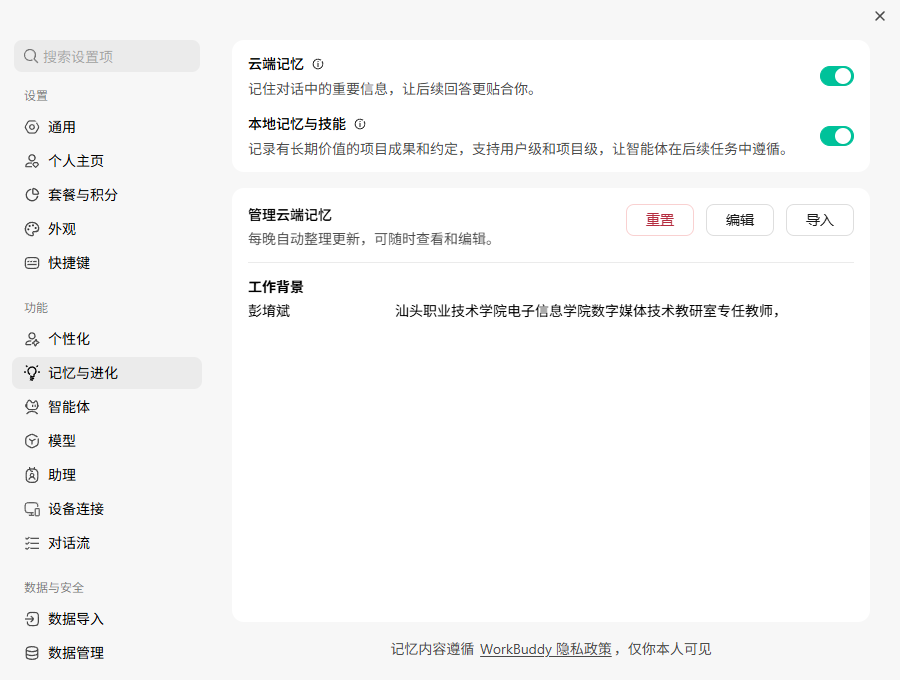 搜索设置项
设置
通用
个人主页
套餐与积分
外观
快捷键
功能
个性化
记忆与进化
智能体
模型
助理
设备连接
对话流
数据与安全
数据导入
数据管理
云端记忆
记住对话中的重要信息，让后续回答更贴合你。
本地记忆与技能
记录有长期价值的项目成果和约定，支持用户级和项目级，让智能体在后续任务中遵循。
管理云端记忆
每晚自动整理更新，可随时查看和编辑。
重置 编辑 导入
工作背景
彭堉斌 汕头职业技术学院电子信息学院数字媒体技术教研室专任教师，
记忆内容遵循 WorkBuddy 隐私政策，仅你本人可见